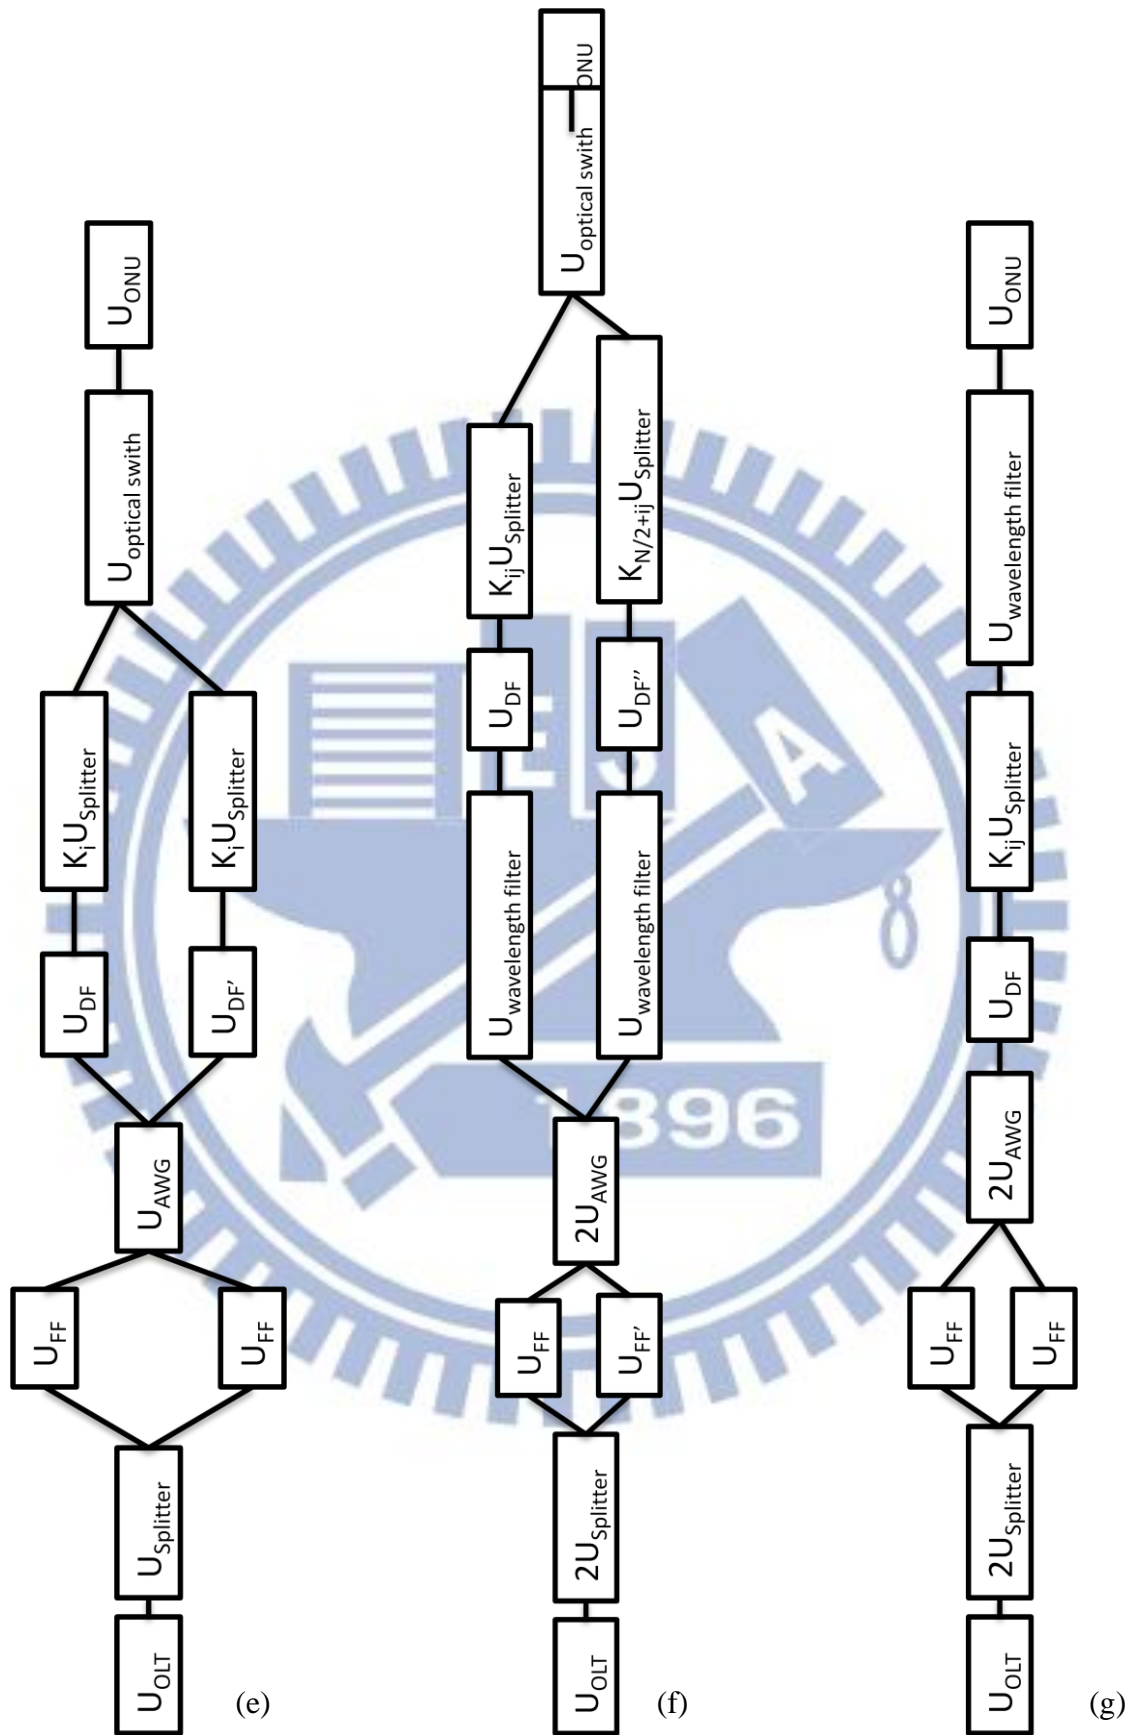 U_OLT
U_Splitter
U_FF
U_FF
U_AWG
U_DF
U_DF'
K_iU_Splitter
K_iU_Splitter
U_optical swith
U_ONU
(e)
U_OLT
2U_Splitter
U_FF
U_FF'
2U_AWG
U_wavelength filter
U_wavelength filter
U_DF
U_DF''
K_ijU_Splitter
K_N/2+ijU_Splitter
U_optical swith
ONU
(f)
U_OLT
2U_Splitter
U_FF
U_FF
2U_AWG
U_DF
K_ijU_Splitter
U_wavelength filter
U_ONU
(g)
E
A
1896